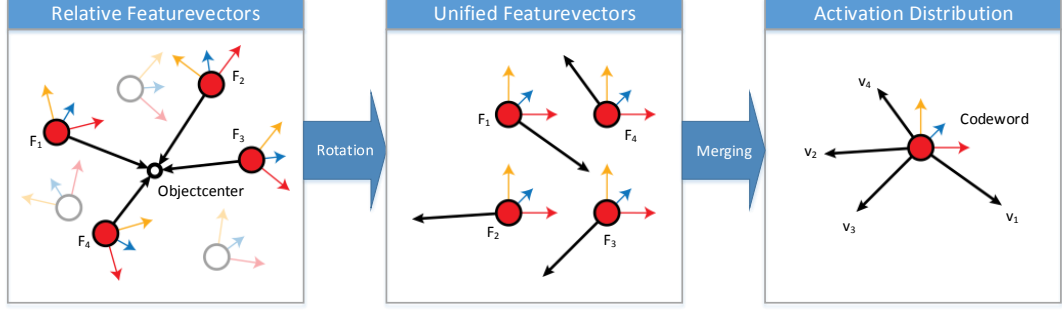 Relative Featurevectors
F1
F2
F3
F4
Objectcenter
Rotation
Unified Featurevectors
F1
F4
F2
F3
Merging
Activation Distribution
v4
Codeword
v2
v3
v1